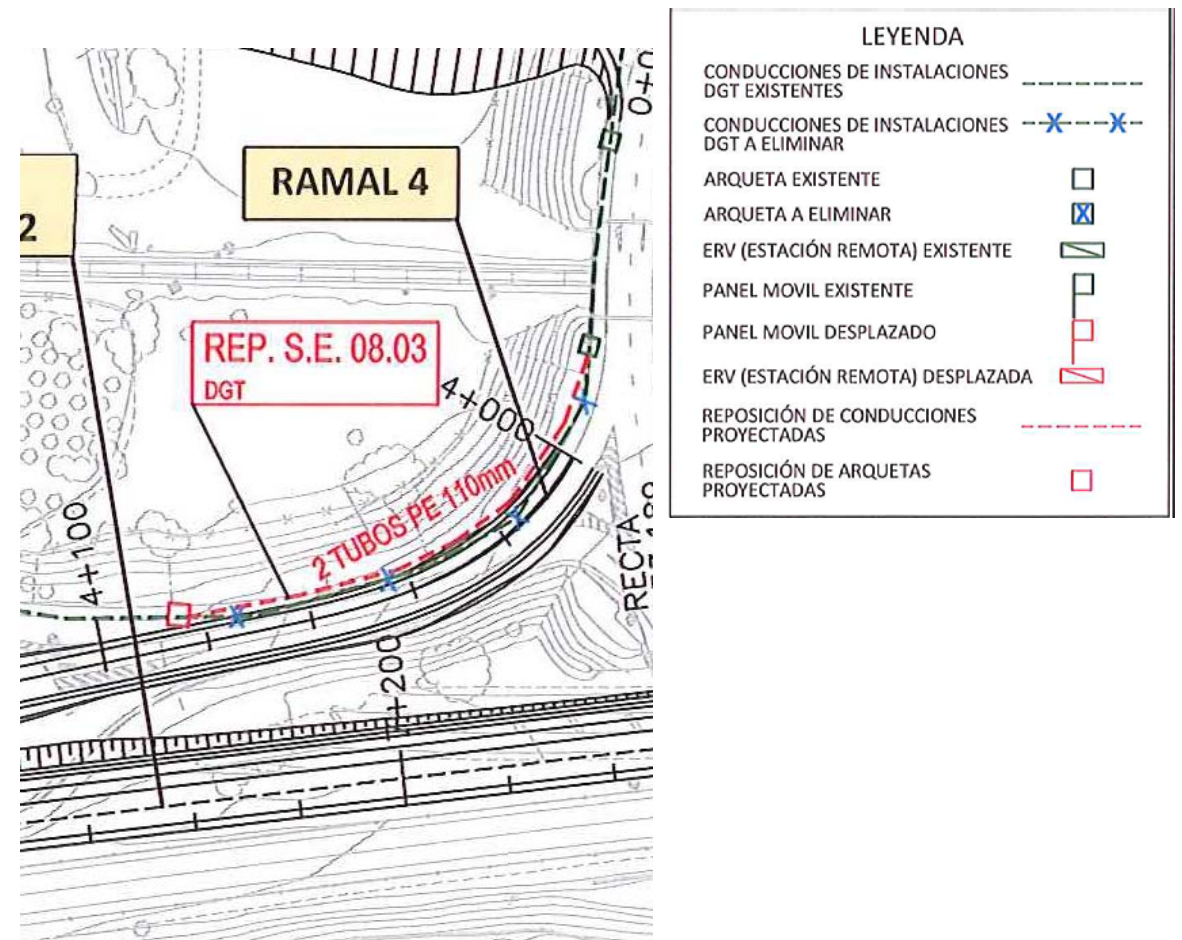 LEYENDA
CONDUCCIONES DE INSTALACIONES
DGT EXISTENTES
CONDUCCIONES DE INSTALACIONES
DGT A ELIMINAR
ARQUETA EXISTENTE
ARQUETA A ELIMINAR
ERV (ESTACIÓN REMOTA) EXISTENTE
PANEL MOVIL EXISTENTE
PANEL MOVIL DESPLAZADO
ERV (ESTACIÓN REMOTA) DESPLAZADA
REPOSICIÓN DE CONDUCCIONES
PROYECTADAS
REPOSICIÓN DE ARQUETAS
PROYECTADAS
0+0
RAMAL 4
2
REP. S.E. 08.03
DGT
4+000
2 TUBOS PE 110mm
4+100
RECTA
+200